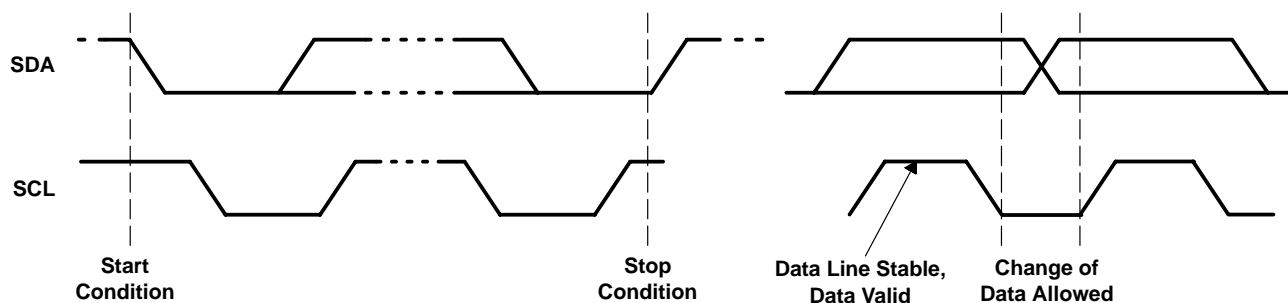 SDA
SCL
Start
Condition
Stop
Condition
Data Line Stable,
Data Valid
Change of
Data Allowed